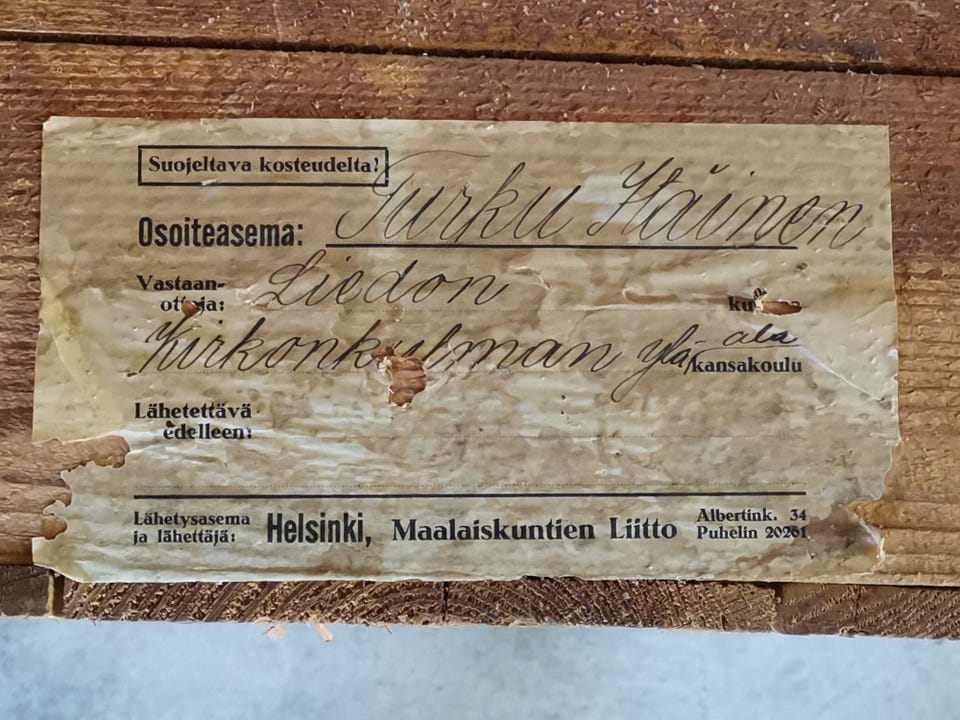 Suojeltava kosteudelta!
Osoiteasema: Turku Itäinen
Vastaan-
ottaja: Liedon
Kirkonkulman ylä, ala kansakoulu
Lähetettävä
edelleen:
Lähetysasema
ja lähettäjä: Helsinki, Maalaiskuntien Liitto Albertink. 34
Puhelin 20261